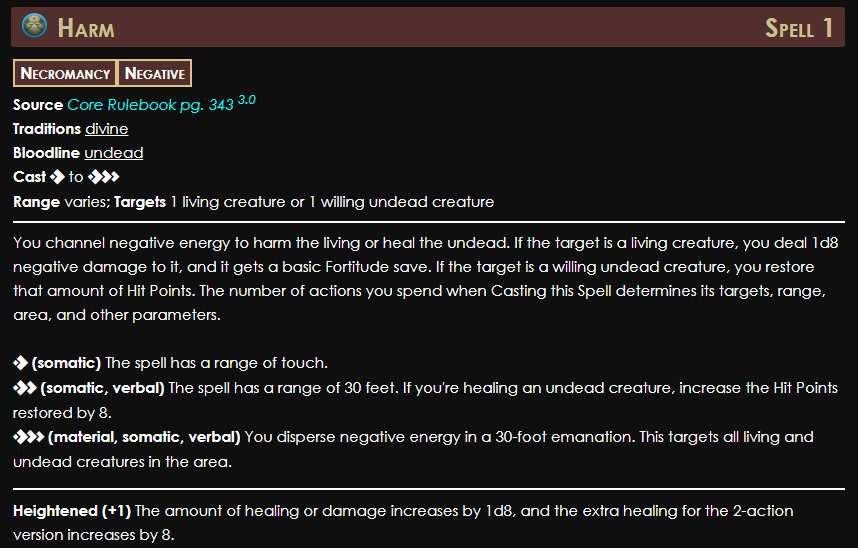 Harm Spell 1
Necromancy Negative
Source Core Rulebook pg. 343 3.0
Traditions divine
Bloodline undead
Cast to
Range varies; Targets 1 living creature or 1 willing undead creature
You channel negative energy to harm the living or heal the undead. If the target is a living creature, you deal 1d8
negative damage to it, and it gets a basic Fortitude save. If the target is a willing undead creature, you restore
that amount of Hit Points. The number of actions you spend when Casting this Spell determines its targets, range,
area, and other parameters.
(somatic) The spell has a range of touch.
(somatic, verbal) The spell has a range of 30 feet. If you're healing an undead creature, increase the Hit Points
restored by 8.
(material, somatic, verbal) You disperse negative energy in a 30-foot emanation. This targets all living and
undead creatures in the area.
Heightened (+1) The amount of healing or damage increases by 1d8, and the extra healing for the 2-action
version increases by 8.